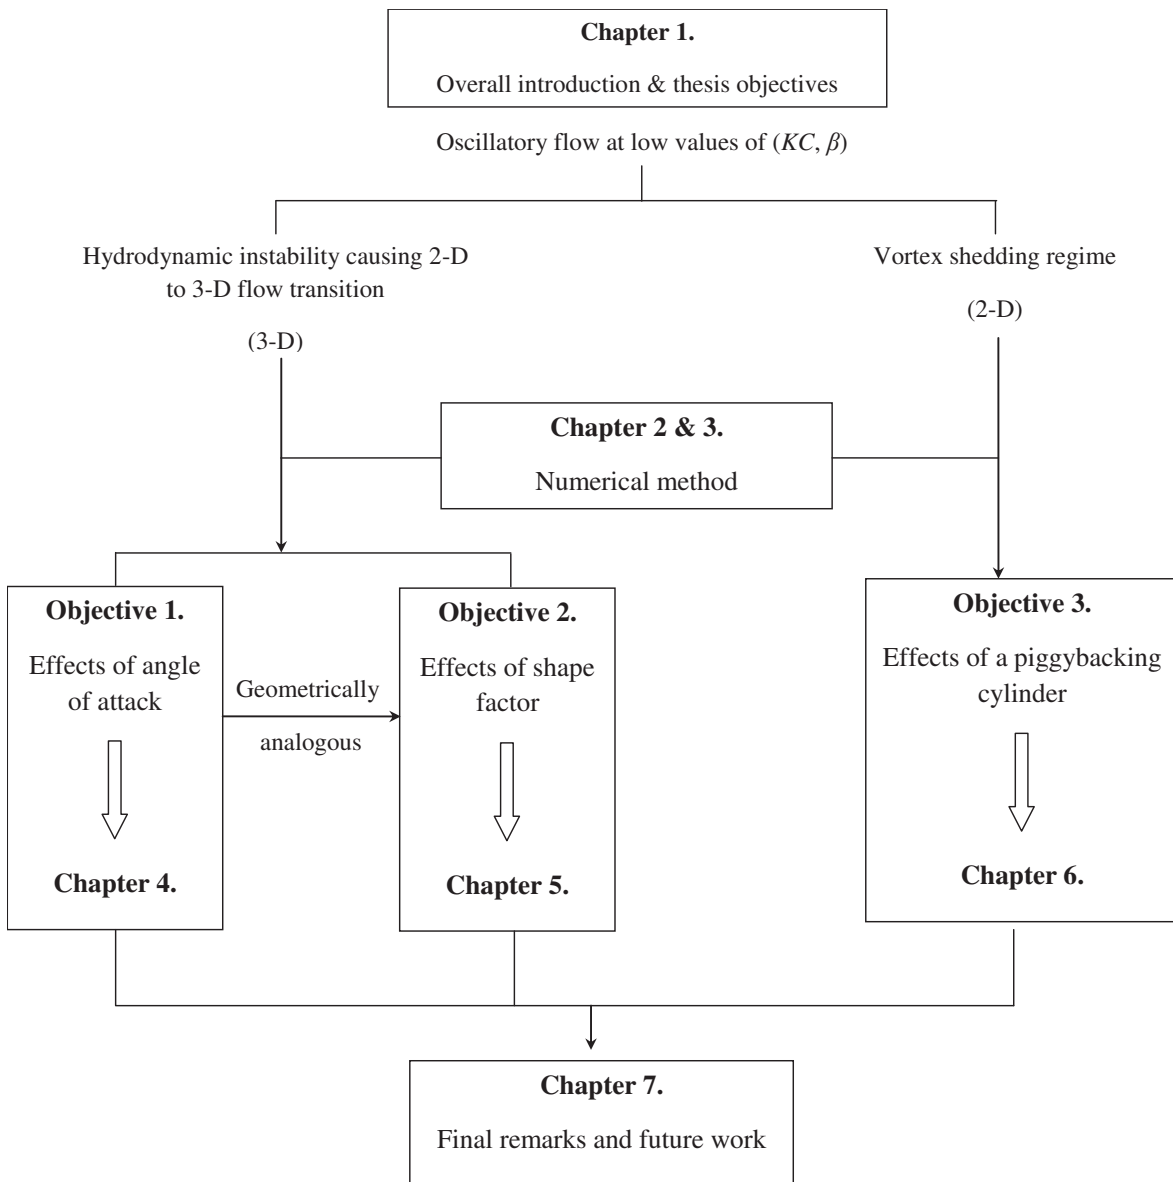 Chapter 1.
Overall introduction & thesis objectives
Oscillatory flow at low values of (KC, β)
Hydrodynamic instability causing 2-D
to 3-D flow transition
(3-D)
Vortex shedding regime
(2-D)
Chapter 2 & 3.
Numerical method
Objective 1.
Effects of angle
of attack
Chapter 4.
Geometrically
analogous
Objective 2.
Effects of shape
factor
Chapter 5.
Objective 3.
Effects of a piggybacking
cylinder
Chapter 6.
Chapter 7.
Final remarks and future work